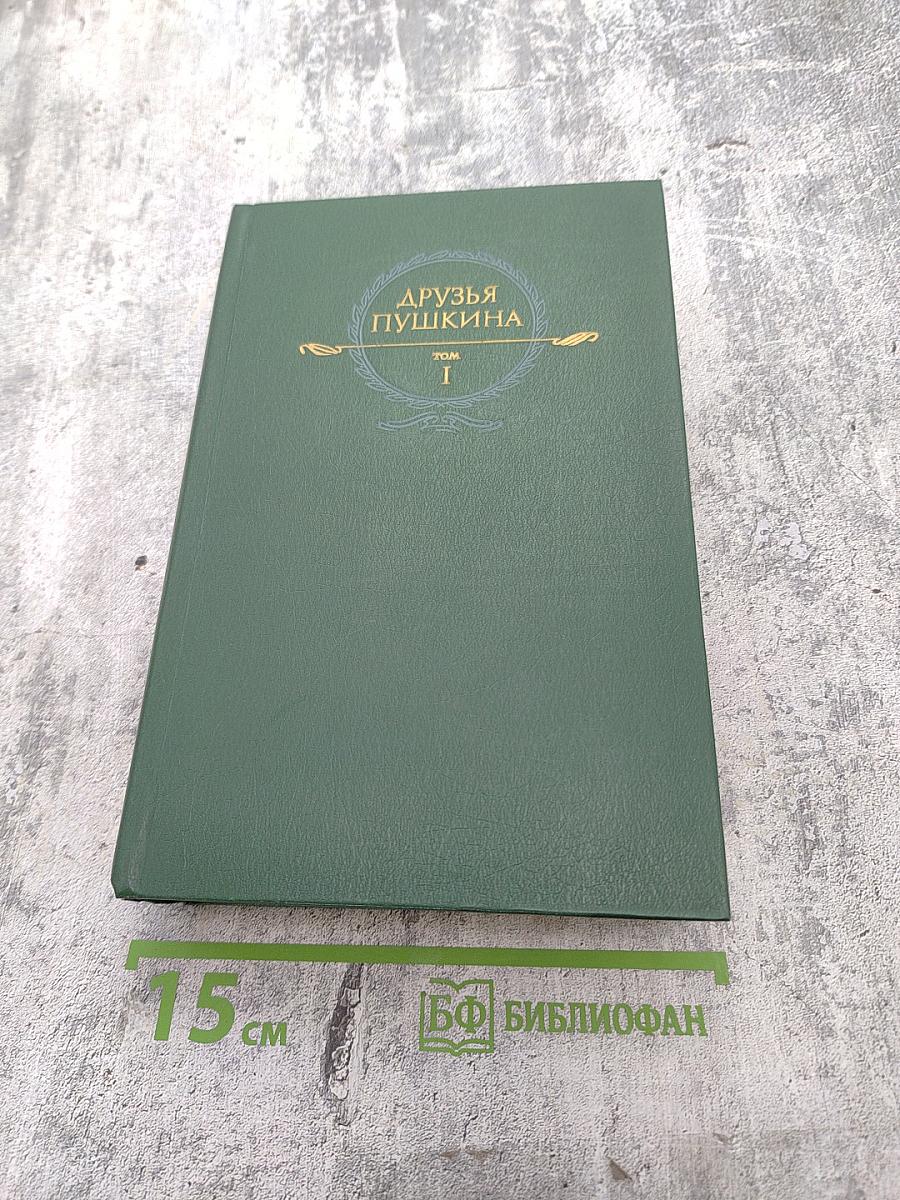 ДРУЗЬЯ
ПУШКИНА
ТОМ
I
15 см
БФ БИБЛИОФАН